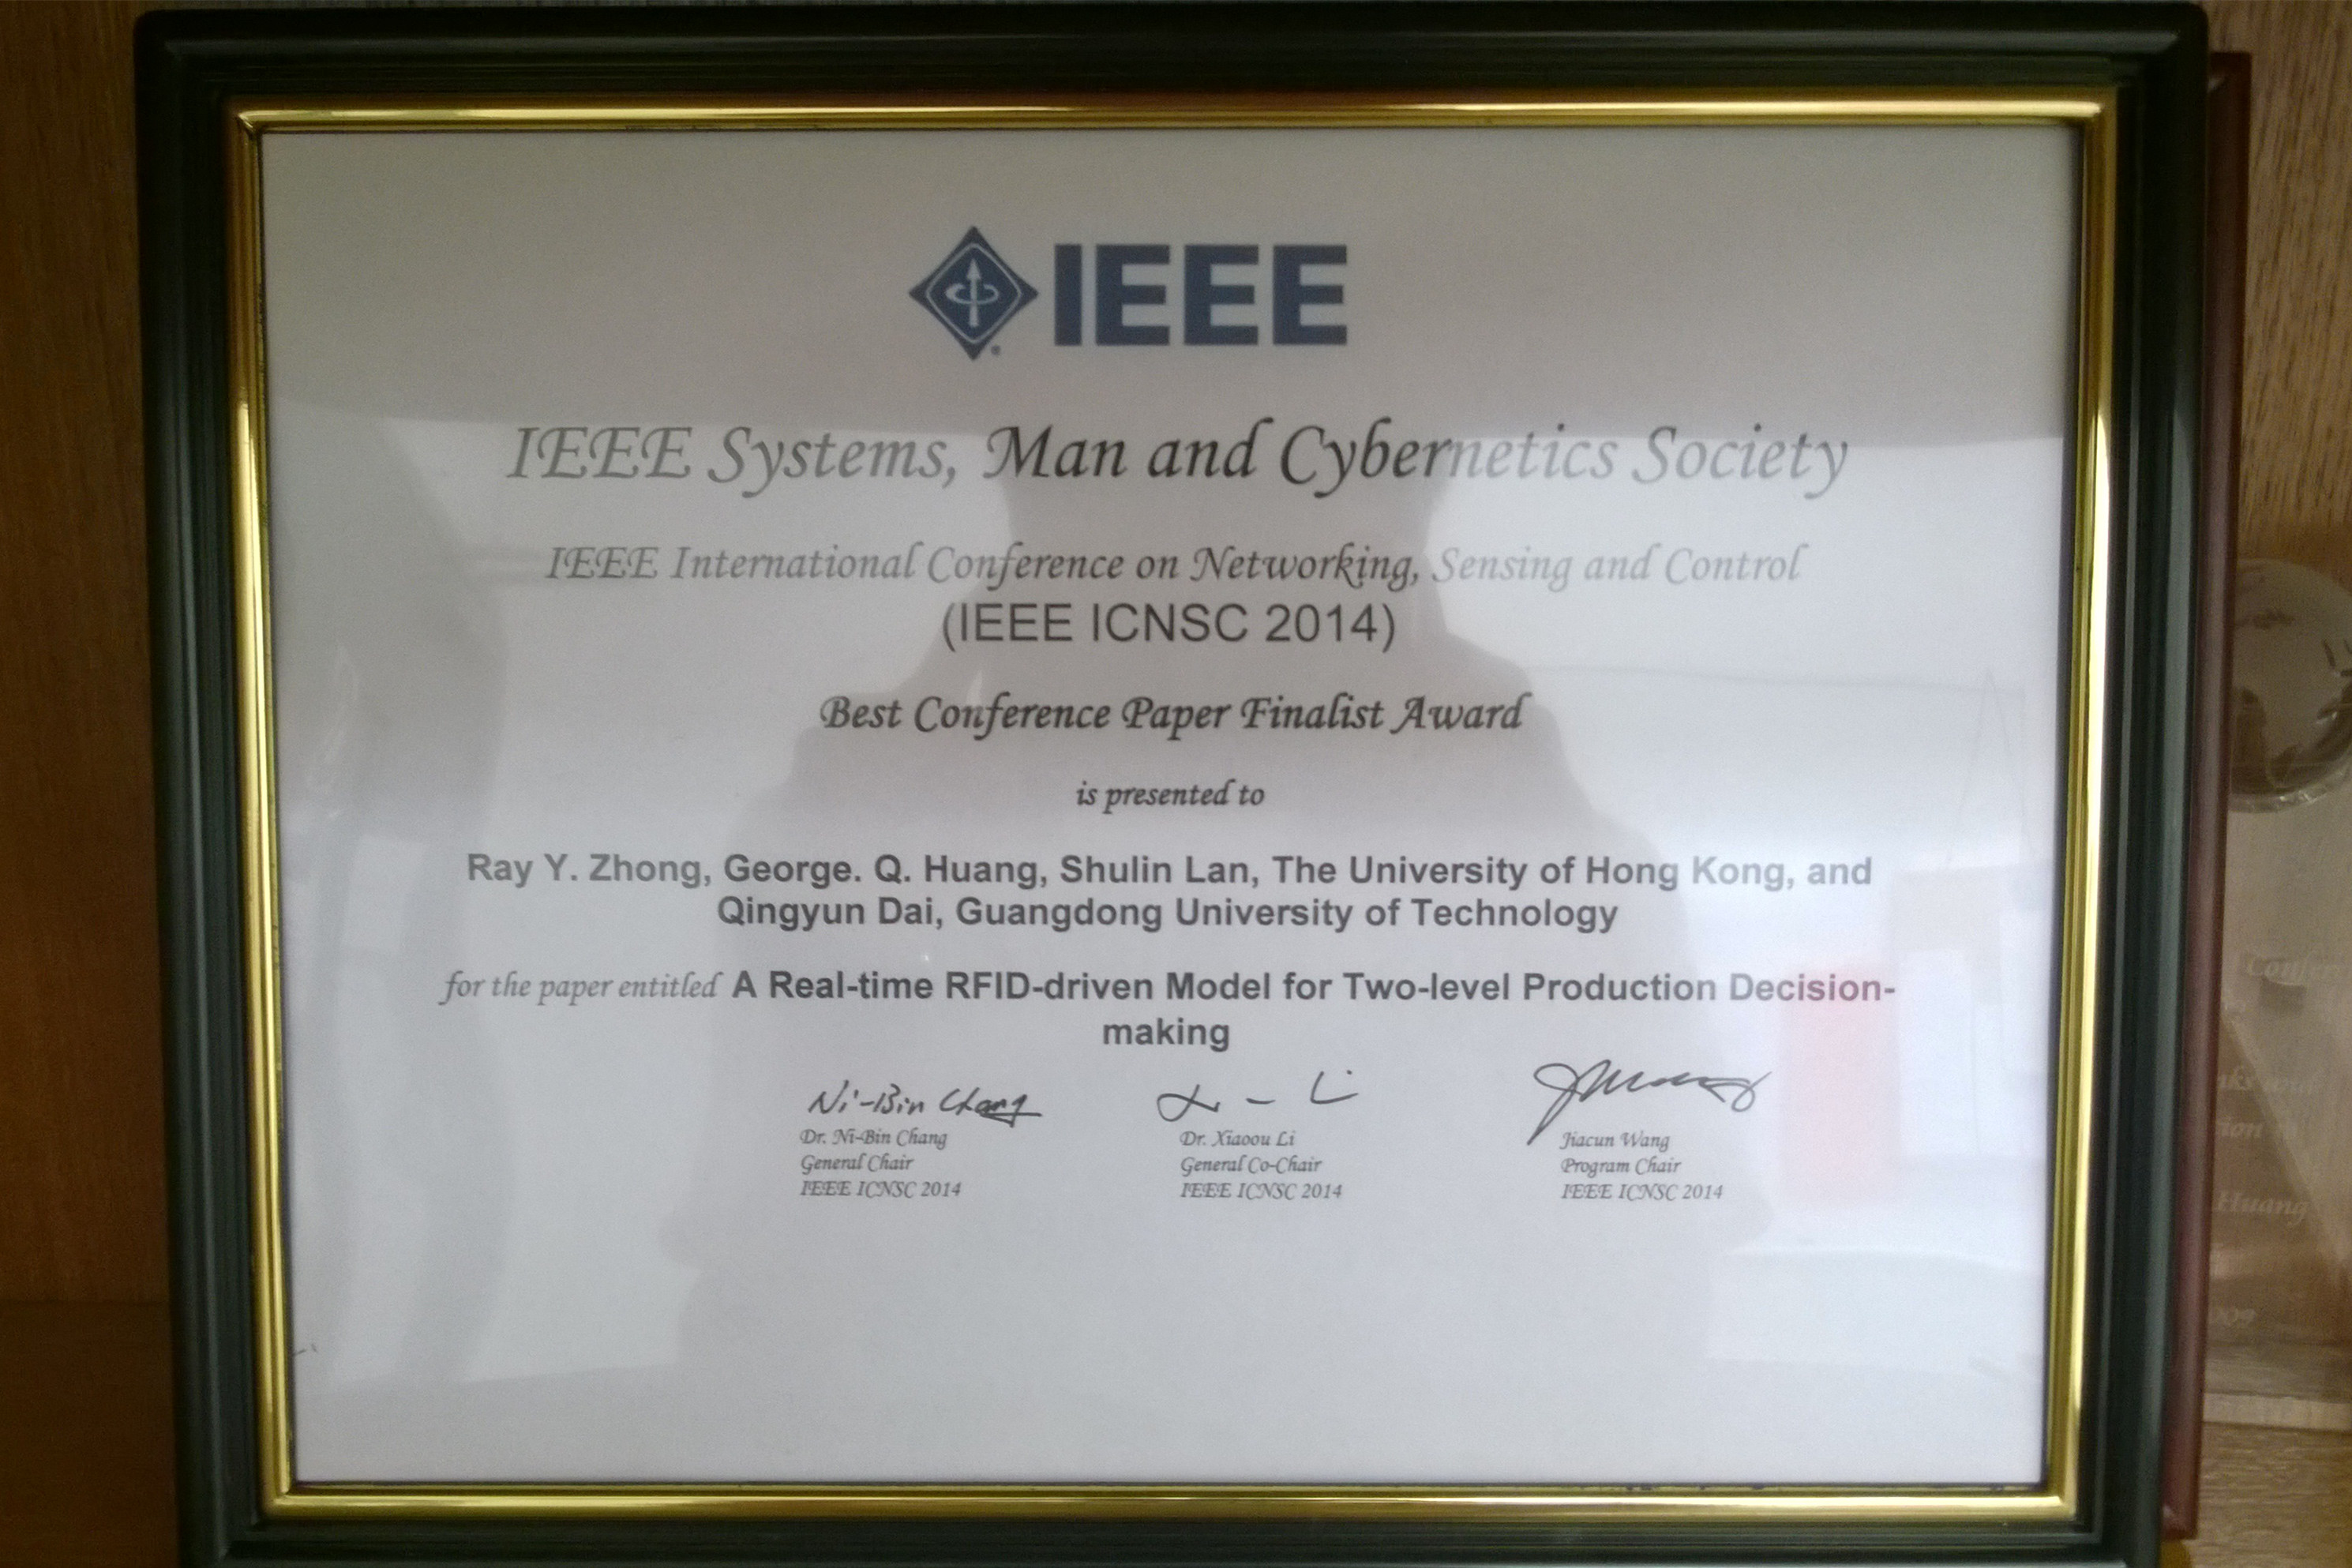 IEEE
IEEE Systems, Man and Cybernetics Society
IEEE International Conference on Networking, Sensing and Control
(IEEE ICNSC 2014)
Best Conference Paper Finalist Award
is presented to
Ray Y. Zhong, George. Q. Huang, Shulin Lan, The University of Hong Kong, and
Qingyun Dai, Guangdong University of Technology
for the paper entitled A Real-time RFID-driven Model for Two-level Production Decision-
making
Ni-Bin Chang
Dr. Ni-Bin Chang
General Chair
IEEE ICNSC 2014
X - Li
Dr. Xiaoou Li
General Co-Chair
IEEE ICNSC 2014
Jiacun Wang
Program Chair
IEEE ICNSC 2014
Huang